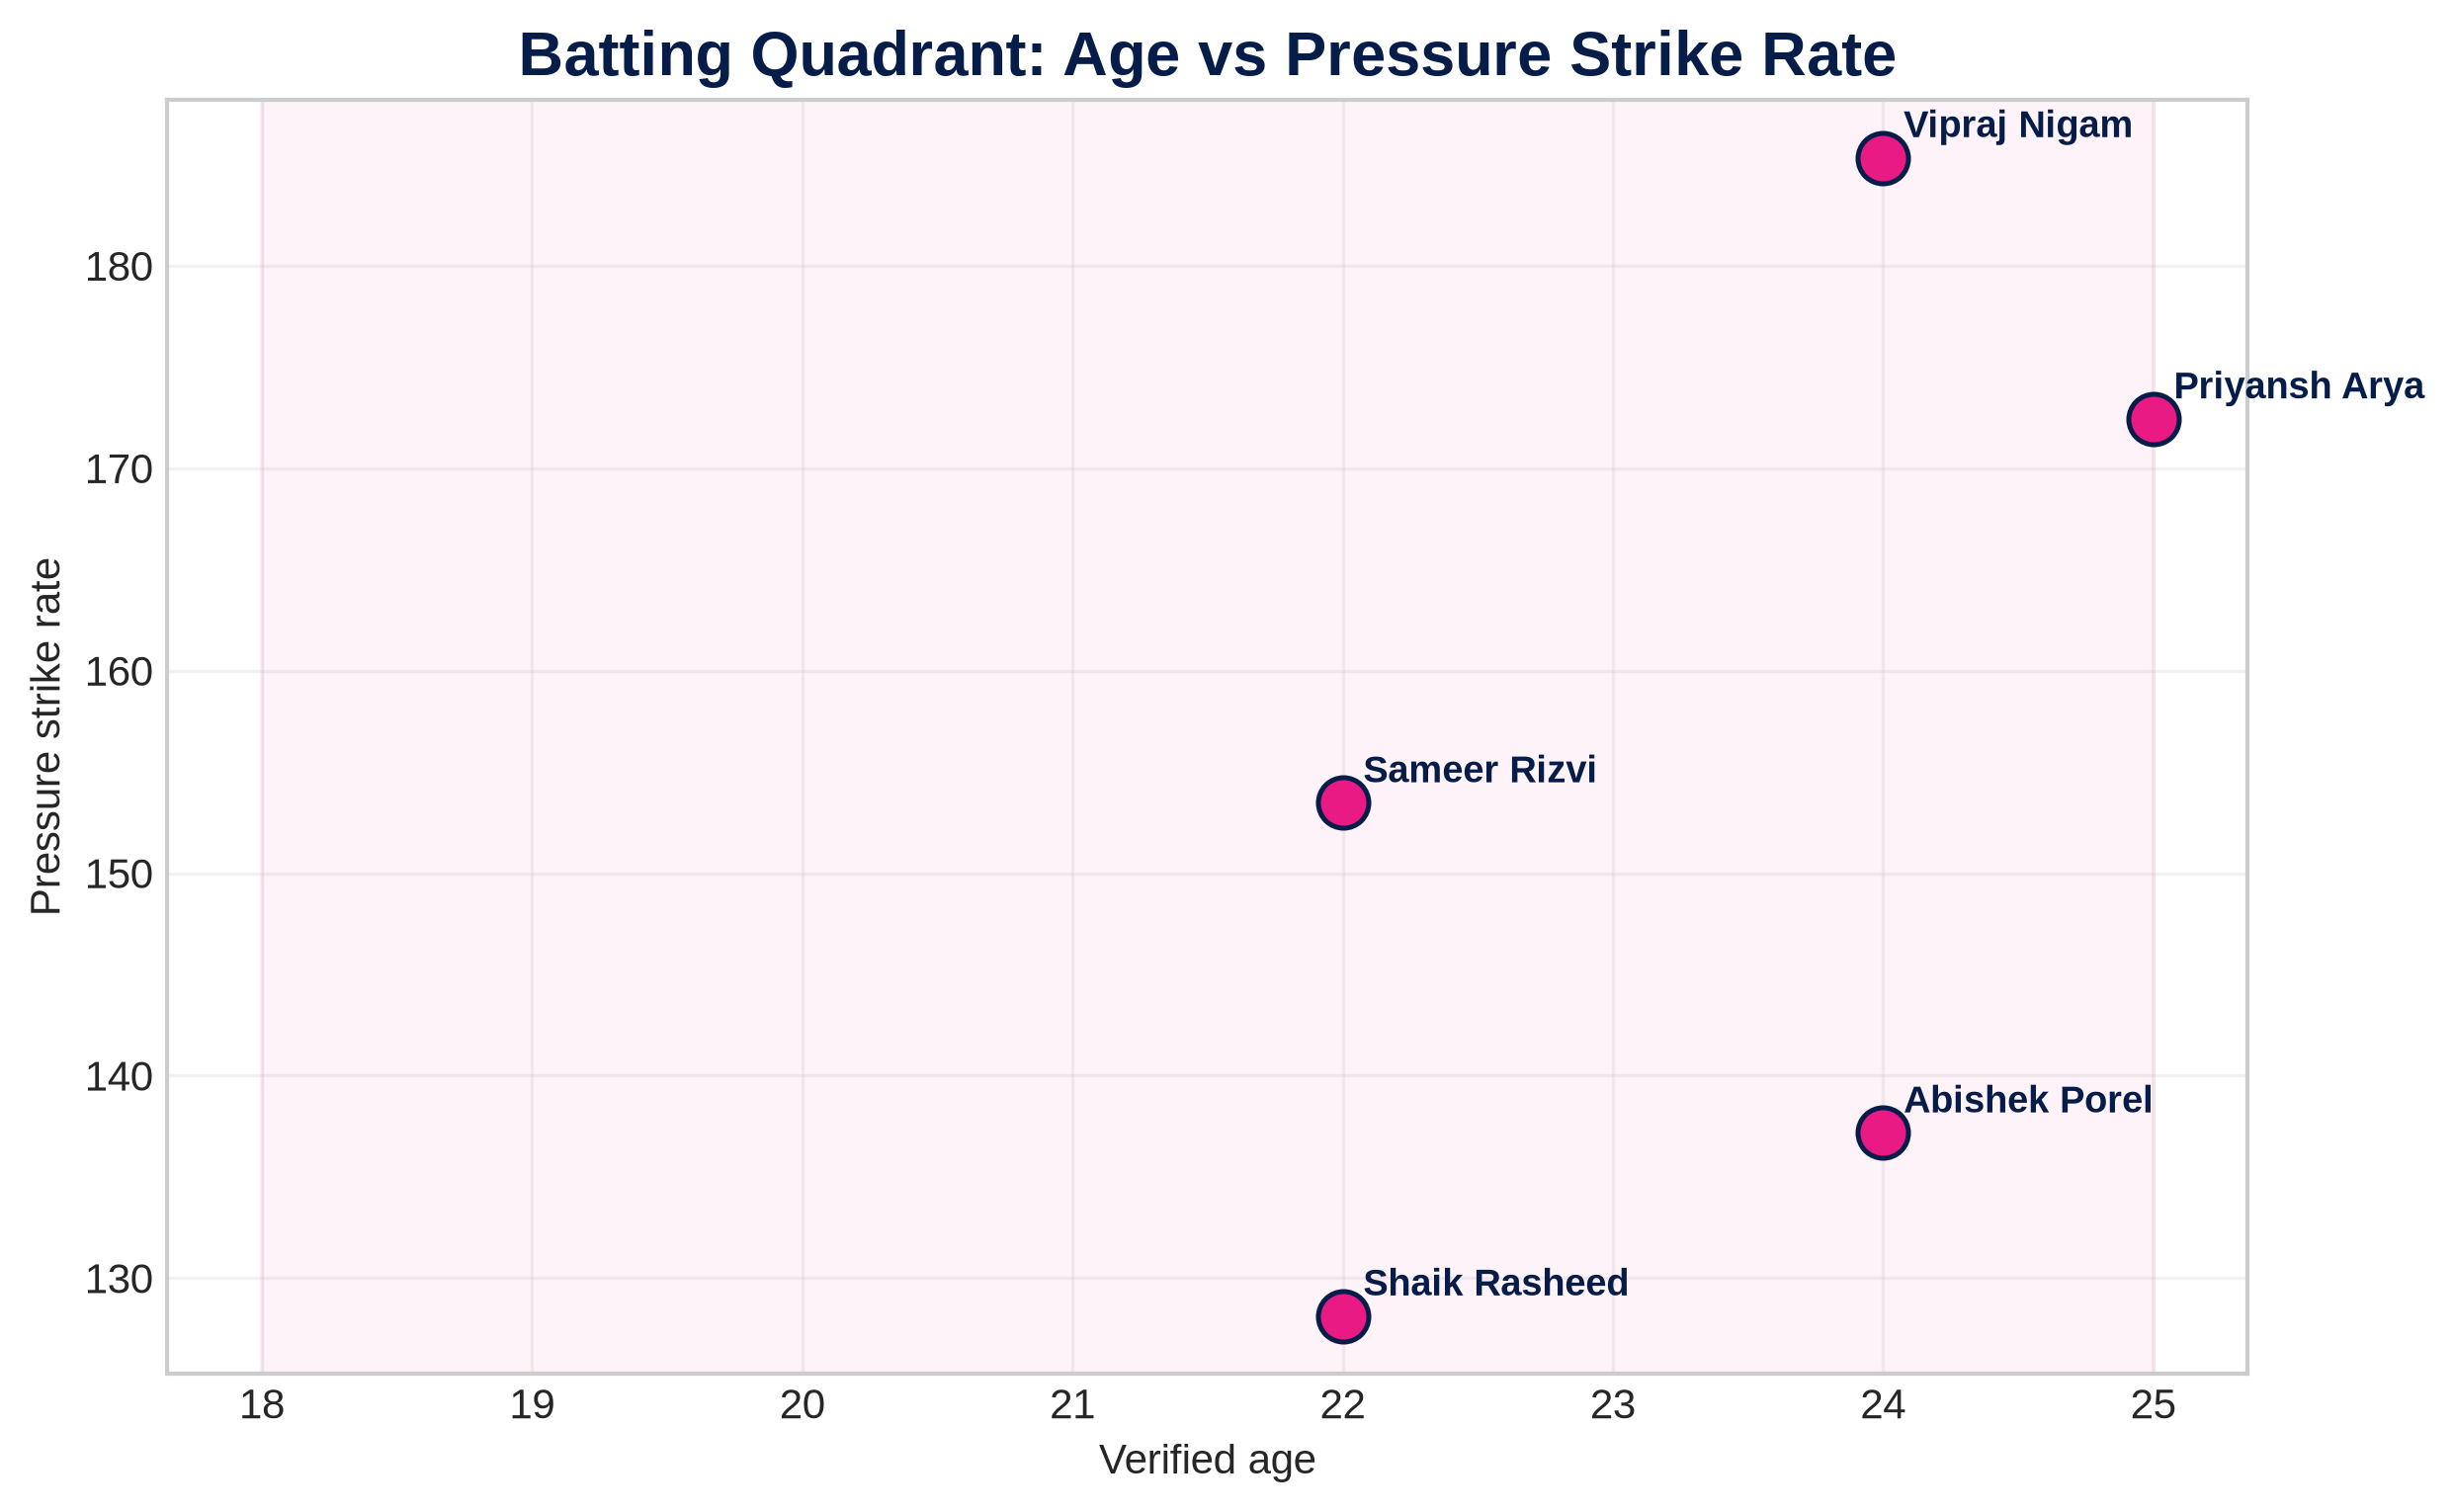 Batting Quadrant: Age vs Pressure Strike Rate
Vipraj Nigam
180
Priyansh Arya
170
160
Sameer Rizvi
150
140
Abishek Porel
130
Shaik Rasheed
Pressure strike rate
18 19 20 21 22 23 24 25
Verified age